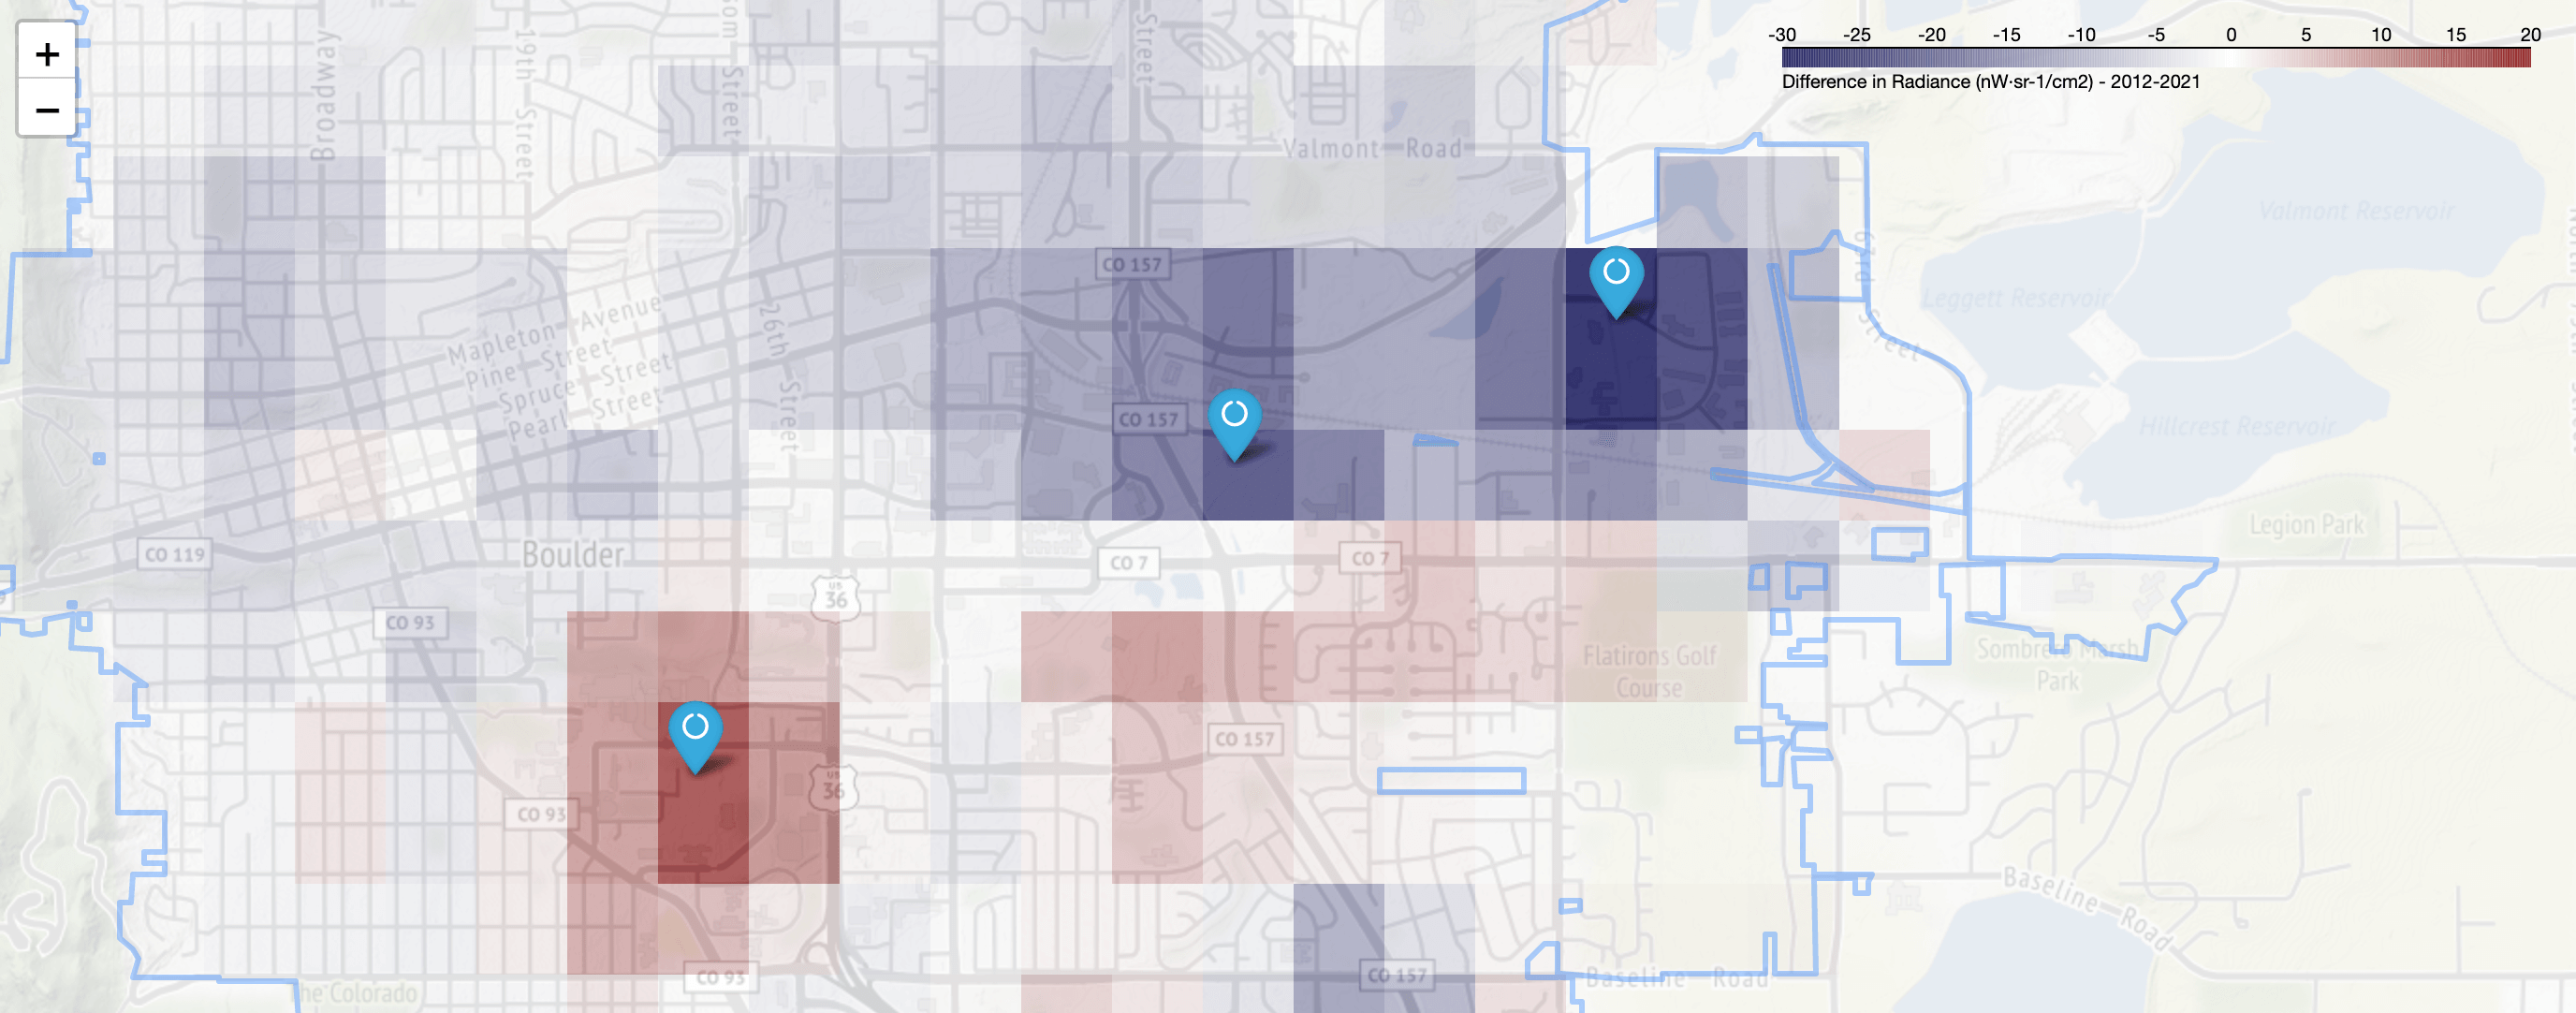 +
−
-30 -25 -20 -15 -10 -5 0 5 10 15 20
Difference in Radiance (nW·sr-1/cm2) - 2012-2021
Broadway
19th Street
Street
Street
Valmont Road
Valmont Reservoir
CO 157
63rd Street
Leggett Reservoir
26th Street
Mapleton Avenue
Pine Street
Spruce Street
Pearl Street
CO 157
Hillcrest Reservoir
Legion Park
CO 119
Boulder
CO 7
CO 7
US 36
CO 93
Flatirons Golf
Course
Sombrero Marsh
Park
CO 157
US 36
CO 93
Baseline Road
CO 93
CO 157
Baseline Road
The Colorado